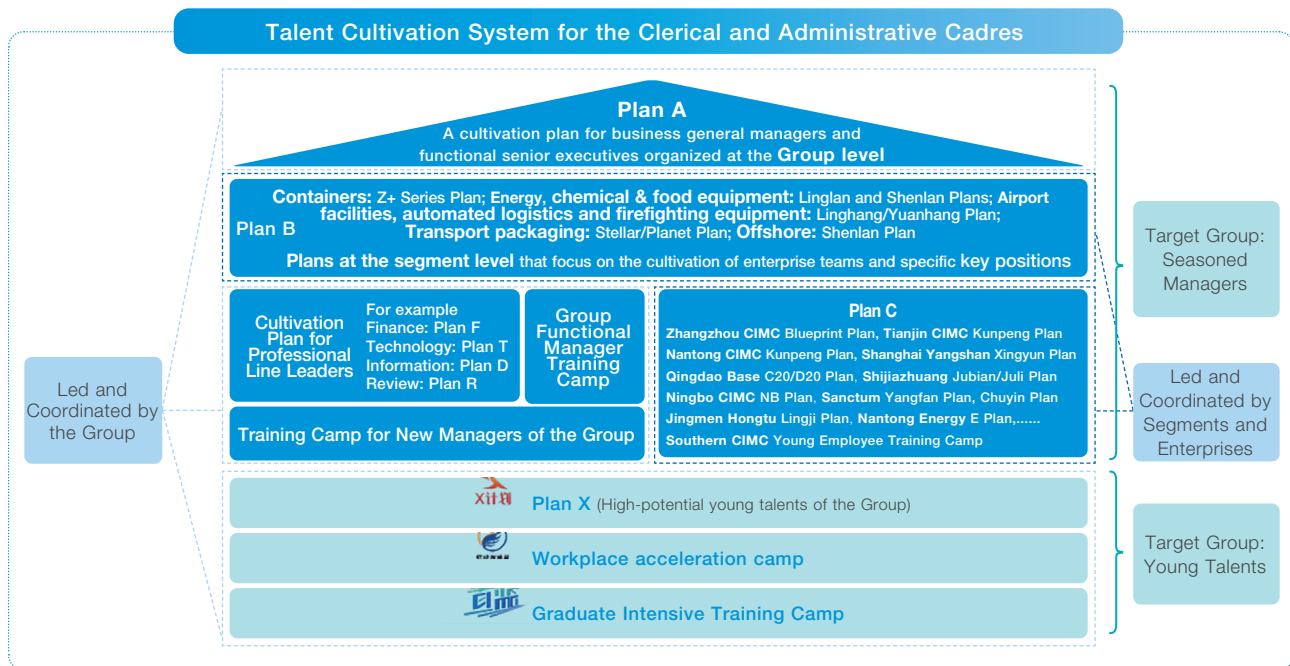 Talent Cultivation System for the Clerical and Administrative Cadres
Plan A
A cultivation plan for business general managers and
functional senior executives organized at the Group level
Plan B
Containers: Z+ Series Plan; Energy, chemical & food equipment: Linglan and Shenlan Plans; Airport
facilities, automated logistics and firefighting equipment: Linghang/Yuanhang Plan;
Transport packaging: Stellar/Planet Plan; Offshore: Shenlan Plan
Plans at the segment level that focus on the cultivation of enterprise teams and specific key positions
Cultivation
Plan for
Professional
Line Leaders
For example
Finance: Plan F
Technology: Plan T
Information: Plan D
Review: Plan R
Group
Functional
Manager
Training
Camp
Training Camp for New Managers of the Group
Plan C
Zhangzhou CIMC Blueprint Plan, Tianjin CIMC Kunpeng Plan
Nantong CIMC Kunpeng Plan, Shanghai Yangshan Xingyun Plan
Qingdao Base C20/D20 Plan, Shijiazhuang Jubian/Juli Plan
Ningbo CIMC NB Plan, Sanctum Yangfan Plan, Chuyin Plan
Jingmen Hongtu Lingji Plan, Nantong Energy E Plan,......
Southern CIMC Young Employee Training Camp
X计划
Plan X (High-potential young talents of the Group)
Workplace acceleration camp
Graduate Intensive Training Camp
Led and
Coordinated by
the Group
Target Group:
Seasoned
Managers
Led and
Coordinated by
Segments and
Enterprises
Target Group:
Young Talents